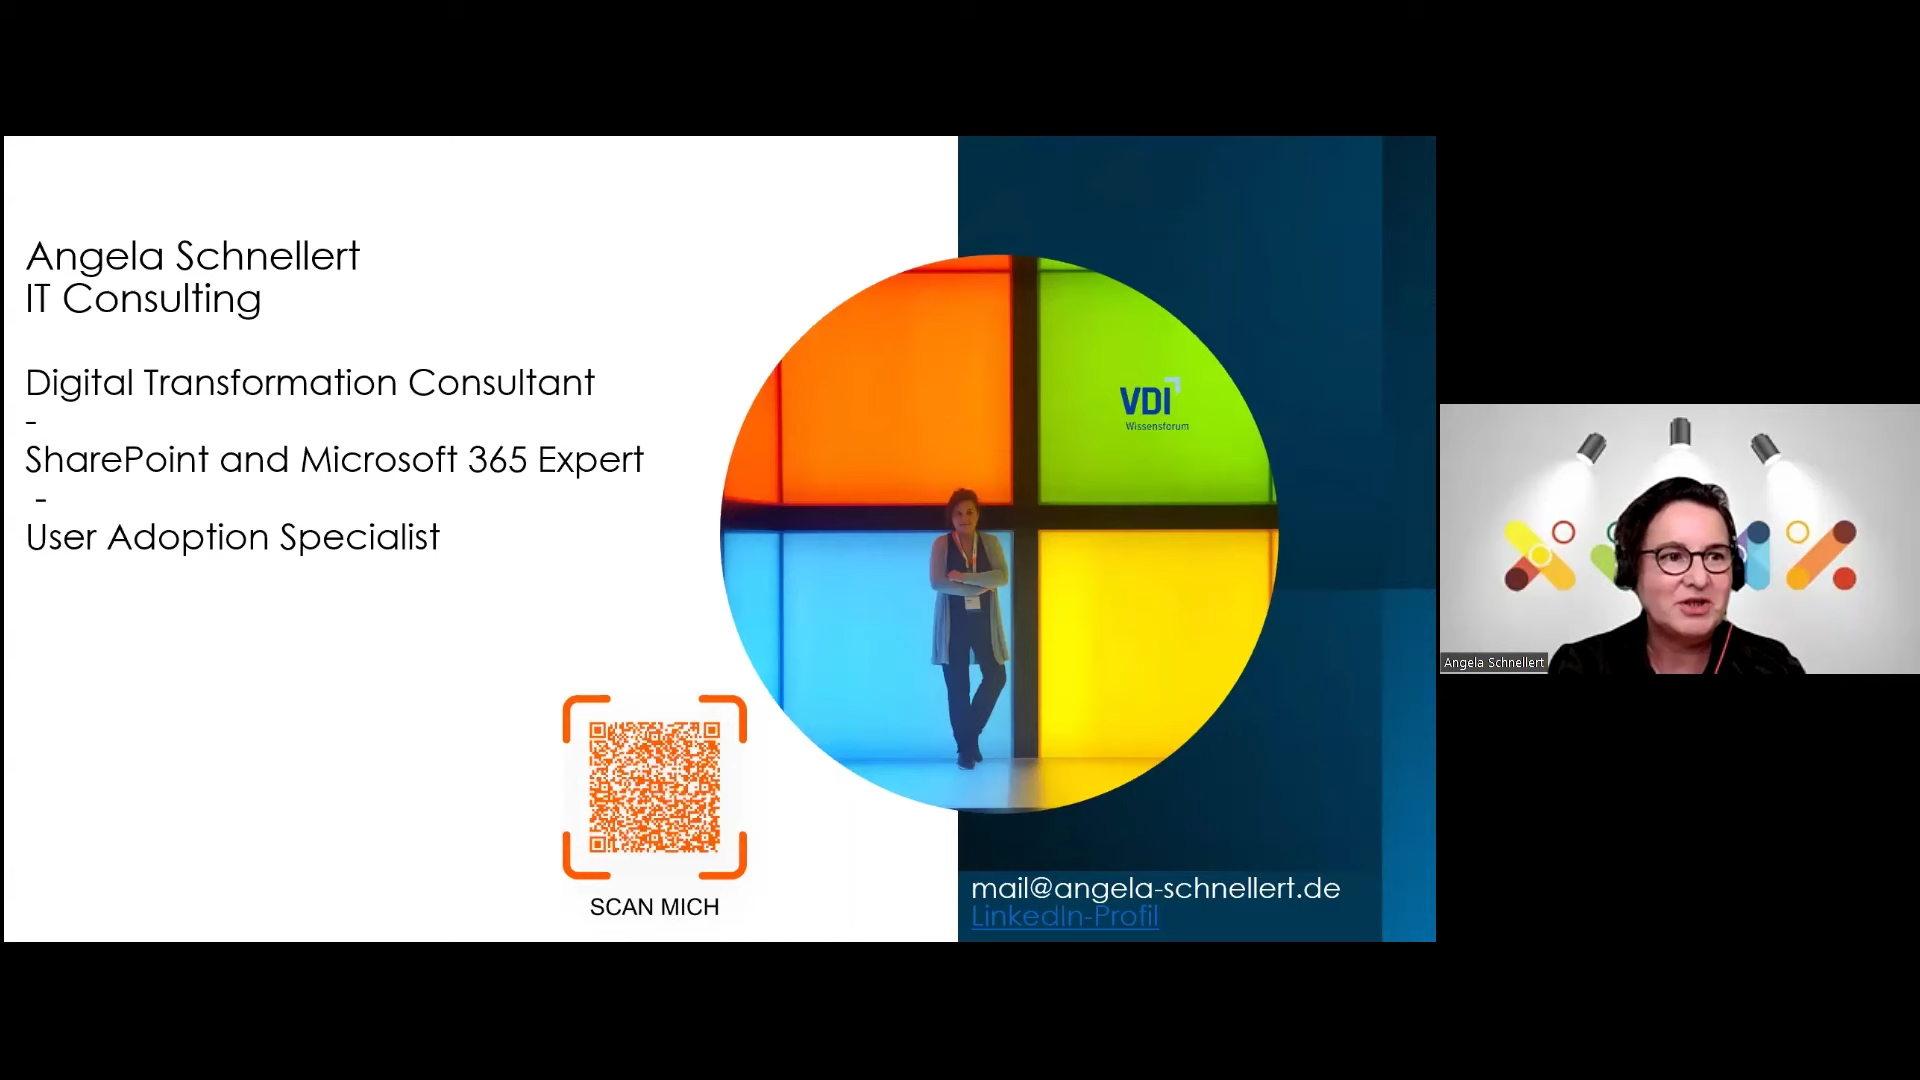 Angela Schnellert
IT Consulting
Digital Transformation Consultant
-
SharePoint and Microsoft 365 Expert
-
User Adoption Specialist
VDI
Wissensforum
SCAN MICH
mail@angela-schnellert.de
LinkedIn-Profil
Angela Schnellert